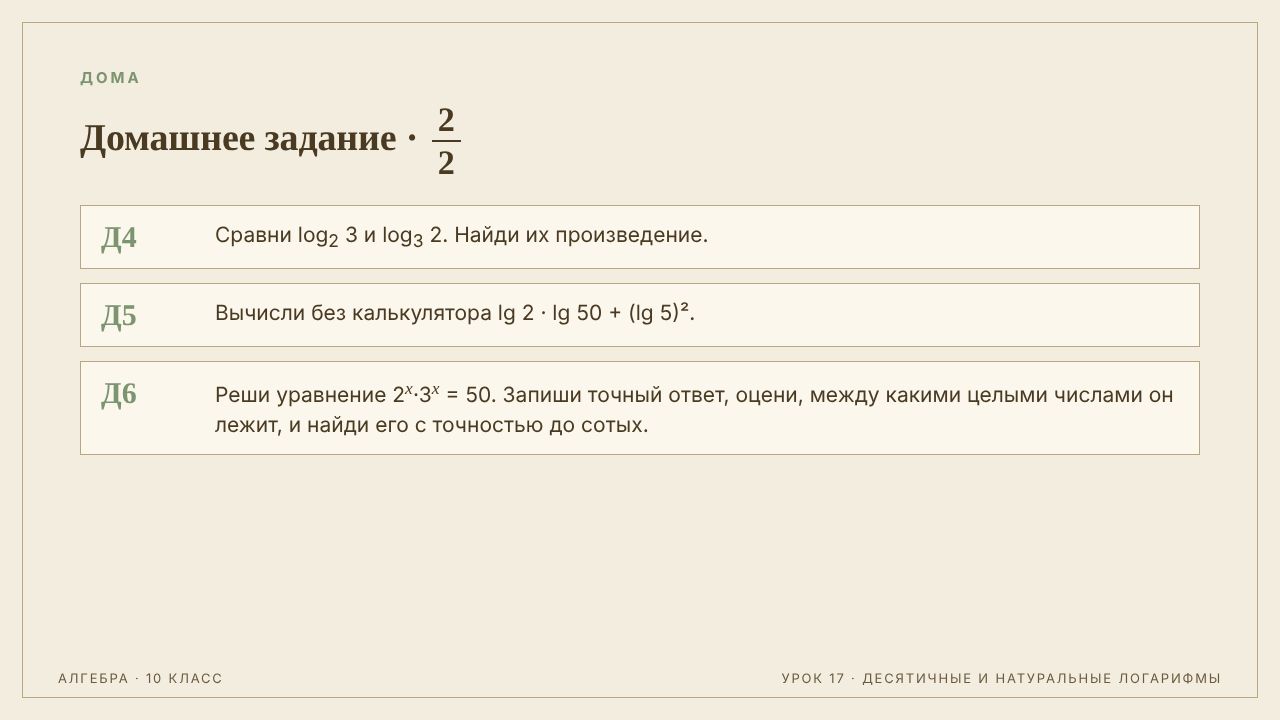 ДОМА
Домашнее задание · 2/2
Д4 Сравни log₂ 3 и log₃ 2. Найди их произведение.
Д5 Вычисли без калькулятора lg 2 · lg 50 + (lg 5)².
Д6 Реши уравнение 2ˣ·3ˣ = 50. Запиши точный ответ, оцени, между какими целыми числами он
лежит, и найди его с точностью до сотых.
АЛГЕБРА · 10 КЛАСС
УРОК 17 · ДЕСЯТИЧНЫЕ И НАТУРАЛЬНЫЕ ЛОГАРИФМЫ